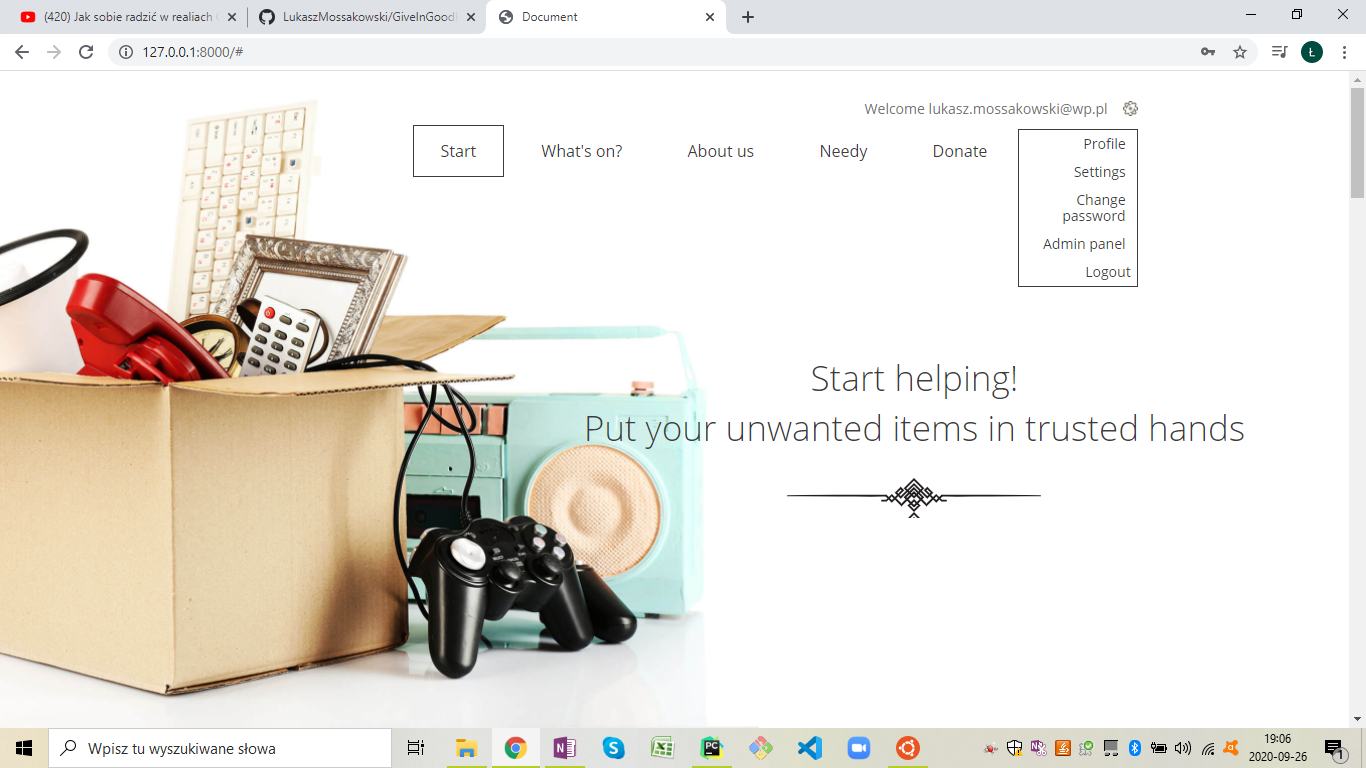 (420) Jak sobie radzić w realiach
LukaszMossakowski/GiveInGood
Document
127.0.0.1:8000/#
Ł
Welcome lukasz.mossakowski@wp.pl
Start
What's on?
About us
Needy
Donate
Profile
Settings
Change
password
Admin panel
Logout
Start helping!
Put your unwanted items in trusted hands
Wpisz tu wyszukiwane słowa
19:06
2020-09-26
1